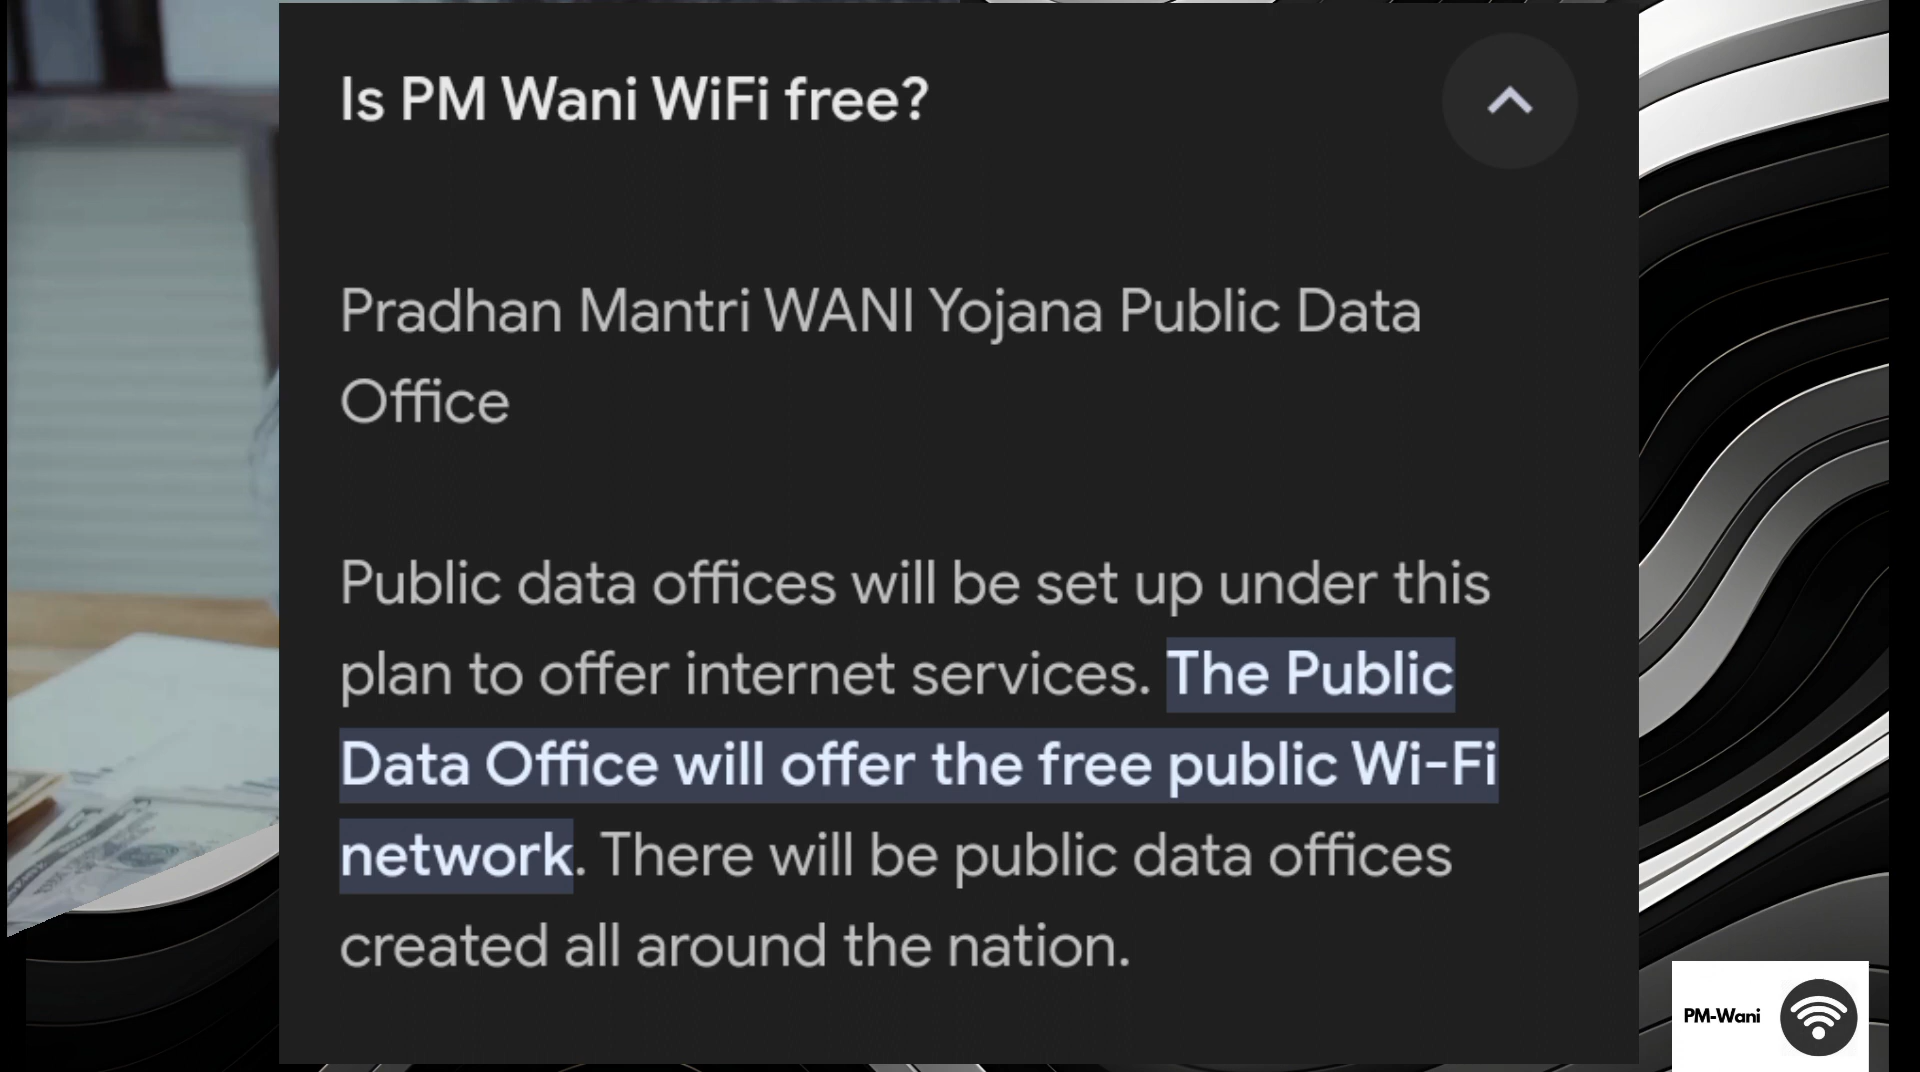 Is PM Wani WiFi free?
Pradhan Mantri WANI Yojana Public Data
Office
Public data offices will be set up under this
plan to offer internet services. The Public
Data Office will offer the free public Wi-Fi
network. There will be public data offices
created all around the nation.
PM-Wani